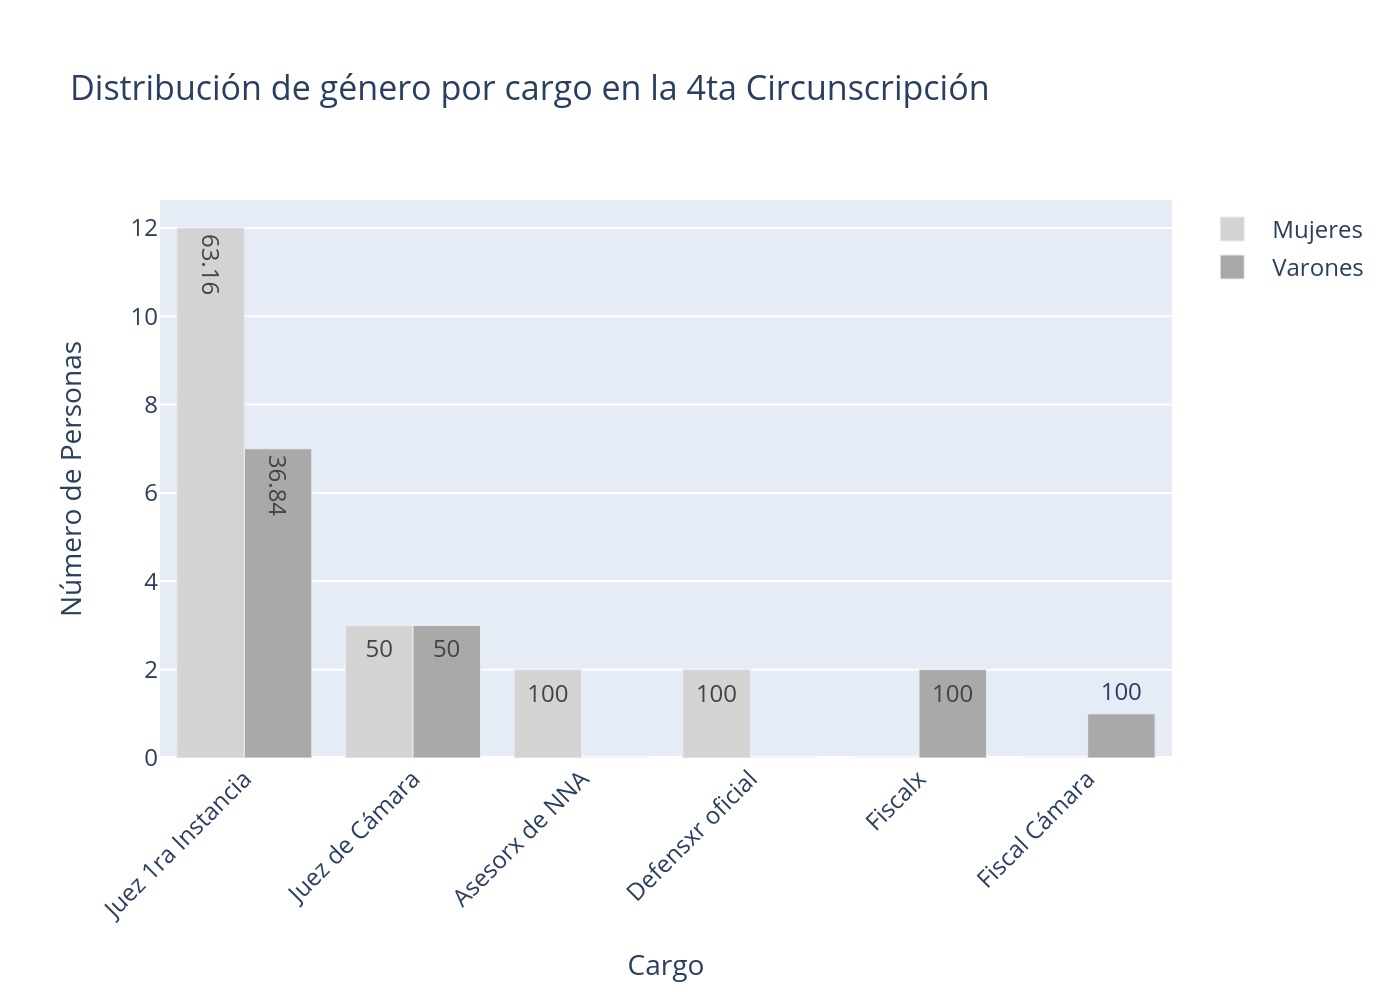 Distribución de género por cargo en la 4ta Circunscripción
Mujeres
Varones
Número de Personas
12
10
8
6
4
2
0
63.16
36.84
50
50
100
100
100
100
Juez 1ra Instancia
Juez de Cámara
Asesorx de NNA
Defensxr oficial
Fiscalx
Fiscal Cámara
Cargo